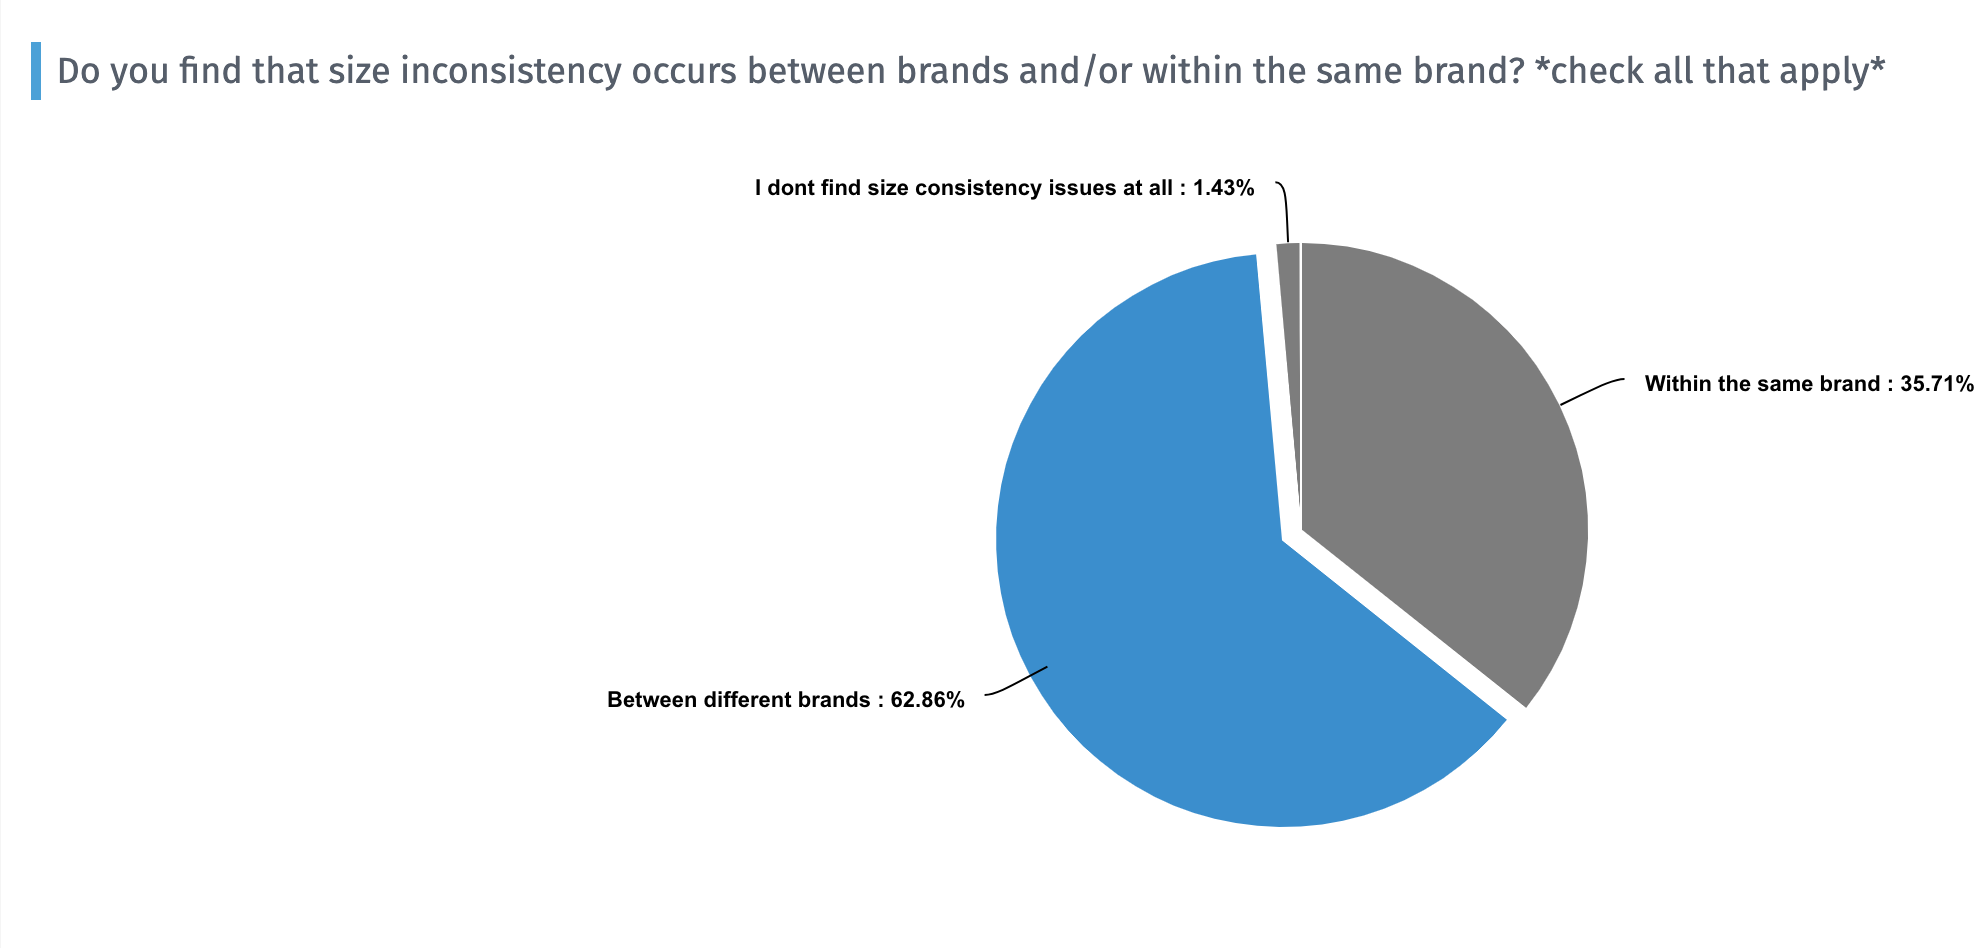 Do you find that size inconsistency occurs between brands and/or within the same brand? *check all that apply*
I dont find size consistency issues at all : 1.43%
Within the same brand : 35.71%
Between different brands : 62.86%